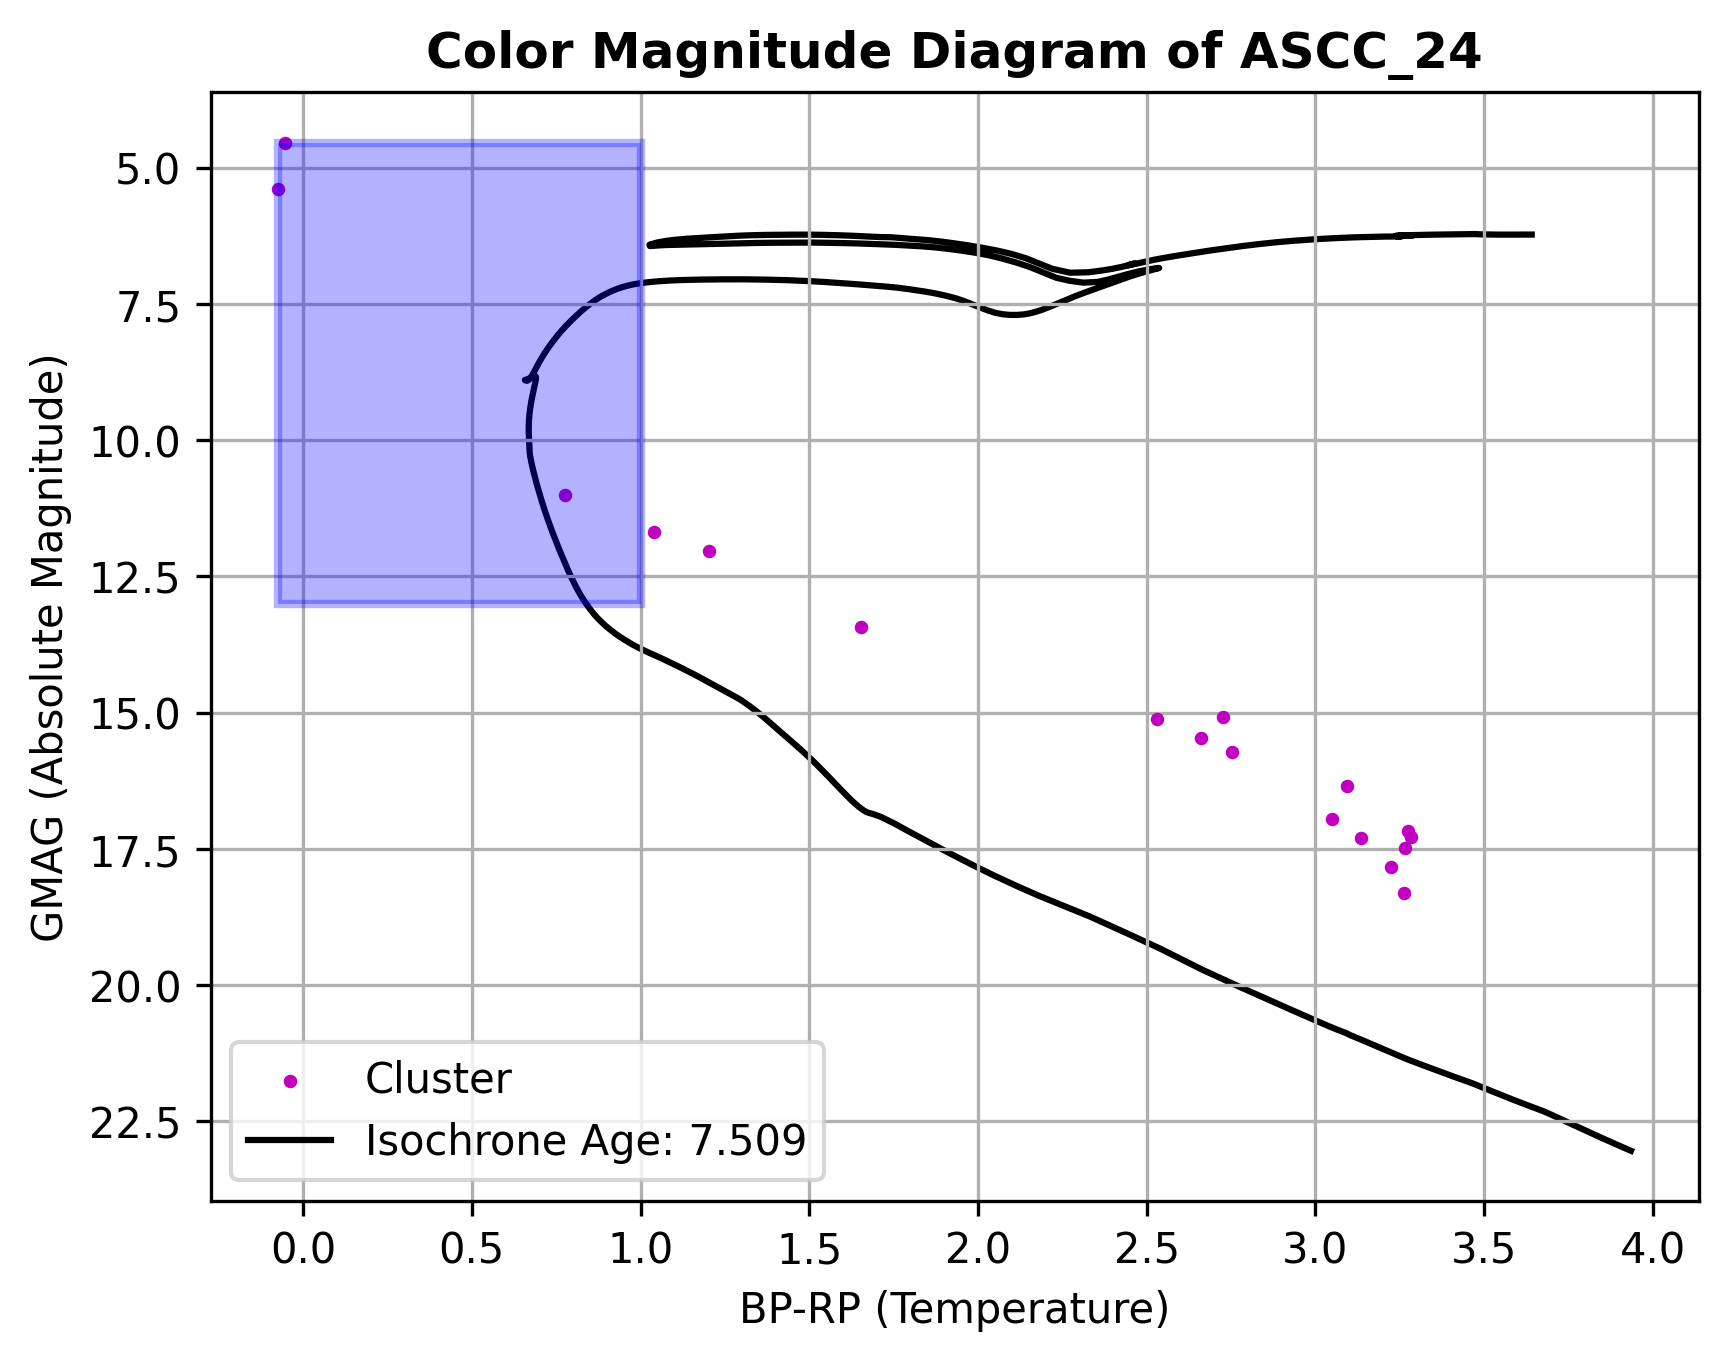 Color Magnitude Diagram of ASCC_24
GMAG (Absolute Magnitude)
5.0
7.5
10.0
12.5
15.0
17.5
20.0
22.5
Cluster
Isochrone Age: 7.509
0.0 0.5 1.0 1.5 2.0 2.5 3.0 3.5 4.0
BP-RP (Temperature)